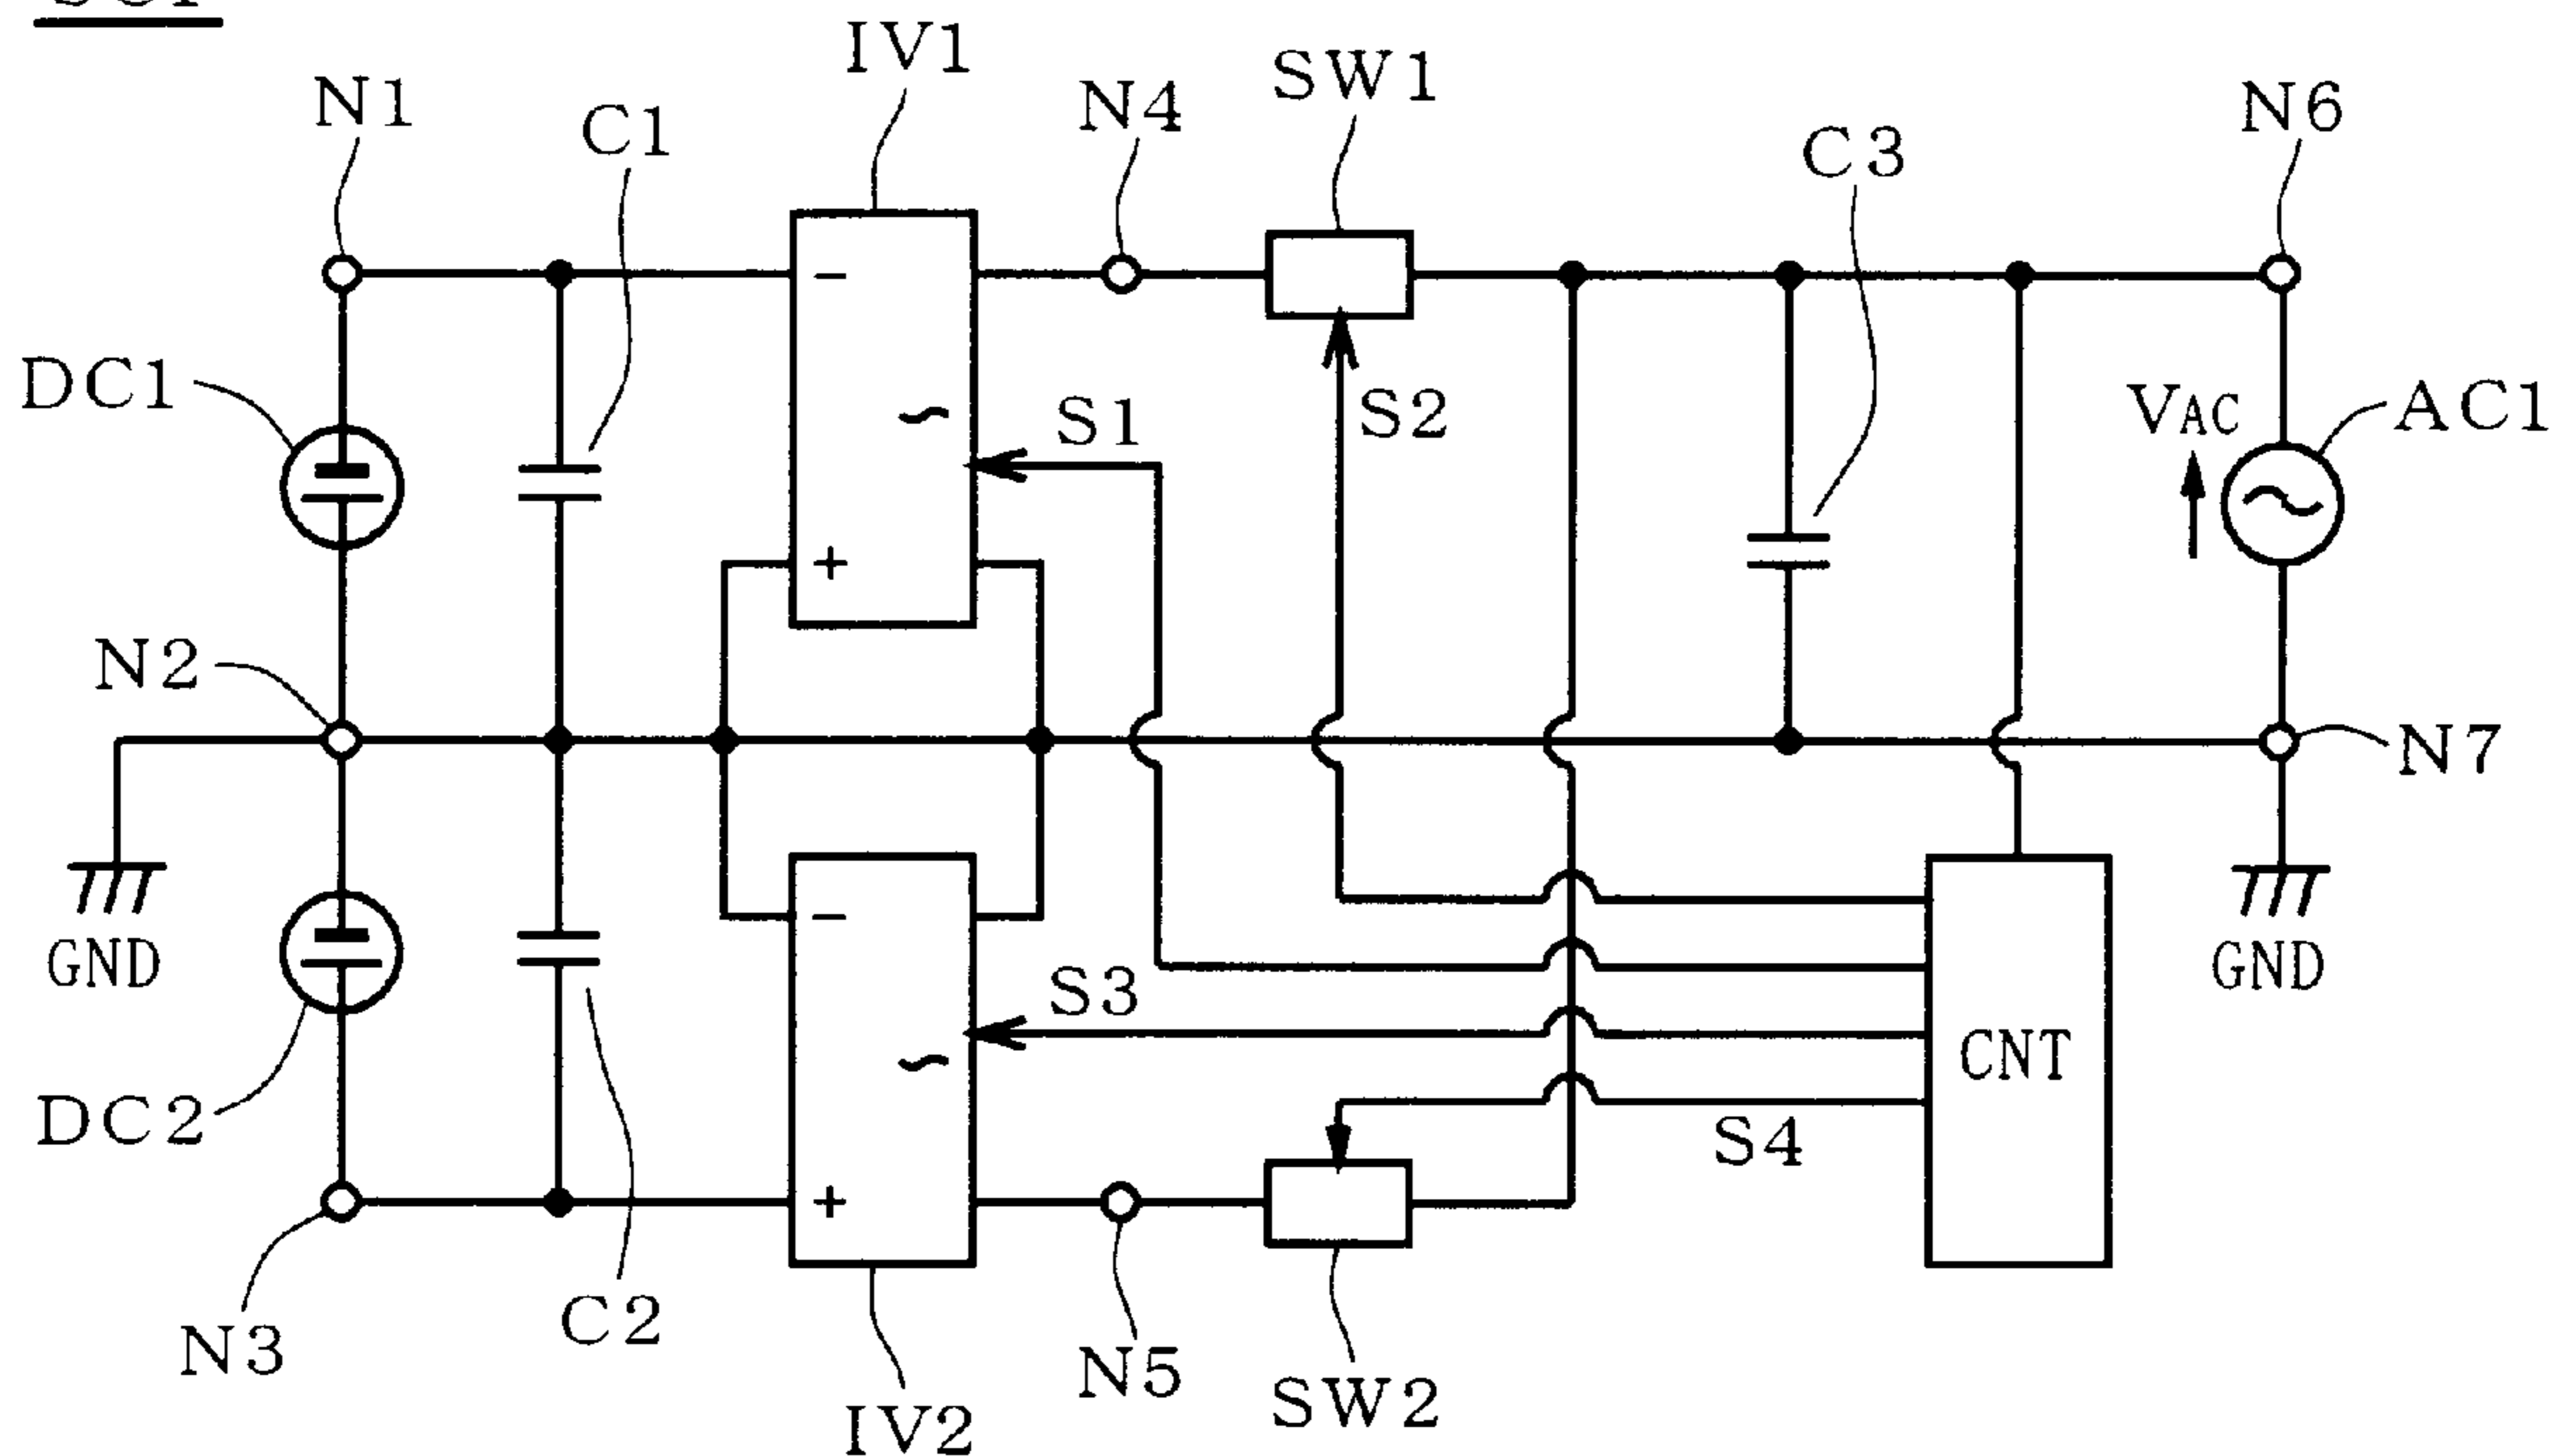 IV1
SW1
N1
C1
N4
N6
C3
−
DC1
S1
S2
VAC
AC1
+
N2
N7
GND
−
S3
GND
CNT
DC2
S4
+
N3
C2
N5
SW2
IV2